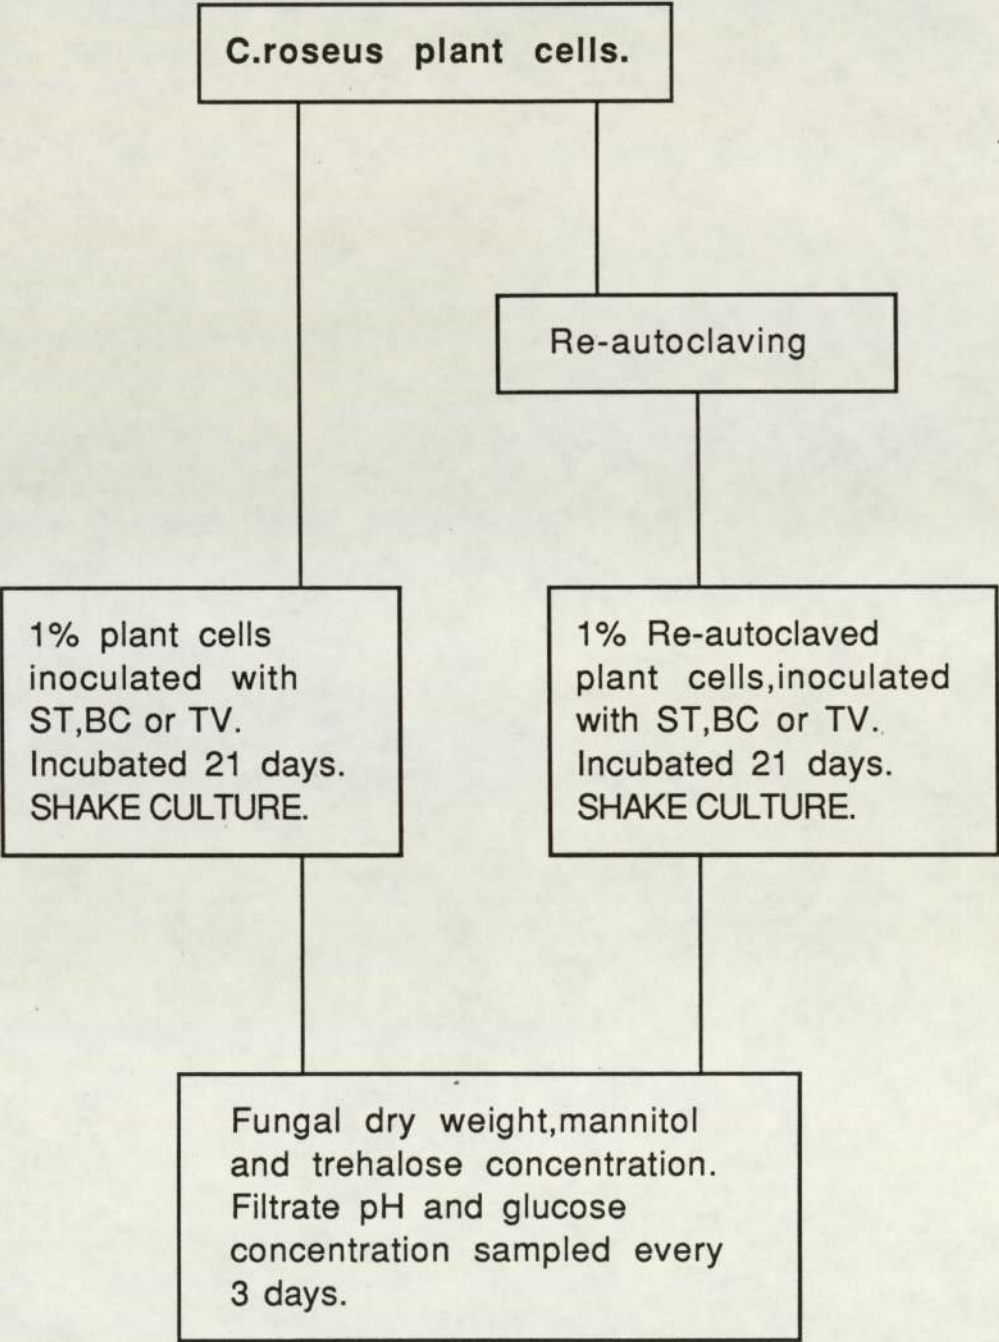 C.roseus plant cells.
Re-autoclaving
1% plant cells
inoculated with
ST,BC or TV.
Incubated 21 days.
SHAKE CULTURE.
1% Re-autoclaved
plant cells,inoculated
with ST,BC or TV.
Incubated 21 days.
SHAKE CULTURE.
Fungal dry weight,mannitol
and trehalose concentration.
Filtrate pH and glucose
concentration sampled every
3 days.